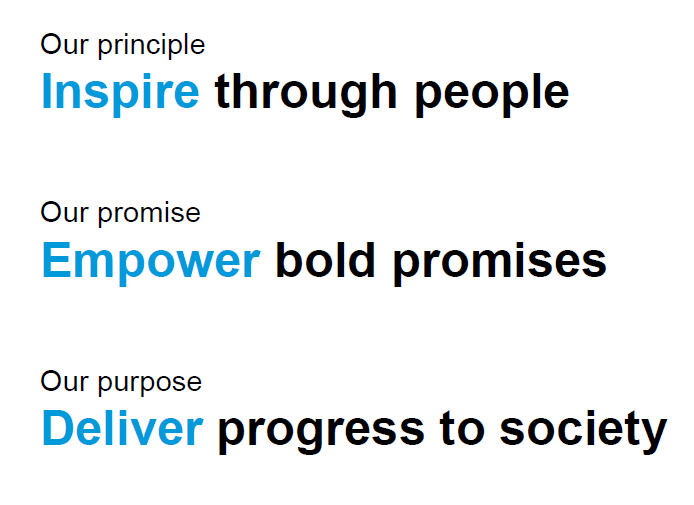 Our principle
Inspire through people
Our promise
Empower bold promises
Our purpose
Deliver progress to society